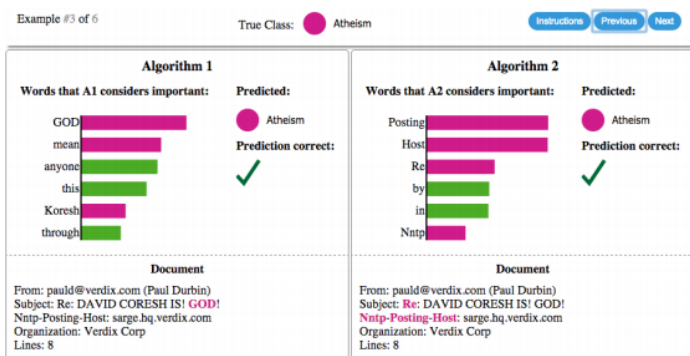 Example #3 of 6
True Class: Atheism
Instructions
Previous
Next
Algorithm 1
Words that A1 considers important:
Predicted:
GOD
mean
anyone
this
Koresh
through
Atheism
Prediction correct:
Document
From: pauld@verdix.com (Paul Durbin)
Subject: Re: DAVID CORESH IS! GOD!
Nntp-Posting-Host: sarge.hq.verdix.com
Organization: Verdix Corp
Lines: 8
Algorithm 2
Words that A2 considers important:
Predicted:
Posting
Host
Re
by
in
Nntp
Atheism
Prediction correct:
Document
From: pauld@verdix.com (Paul Durbin)
Subject: Re: DAVID CORESH IS! GOD!
Nntp-Posting-Host: sarge.hq.verdix.com
Organization: Verdix Corp
Lines: 8